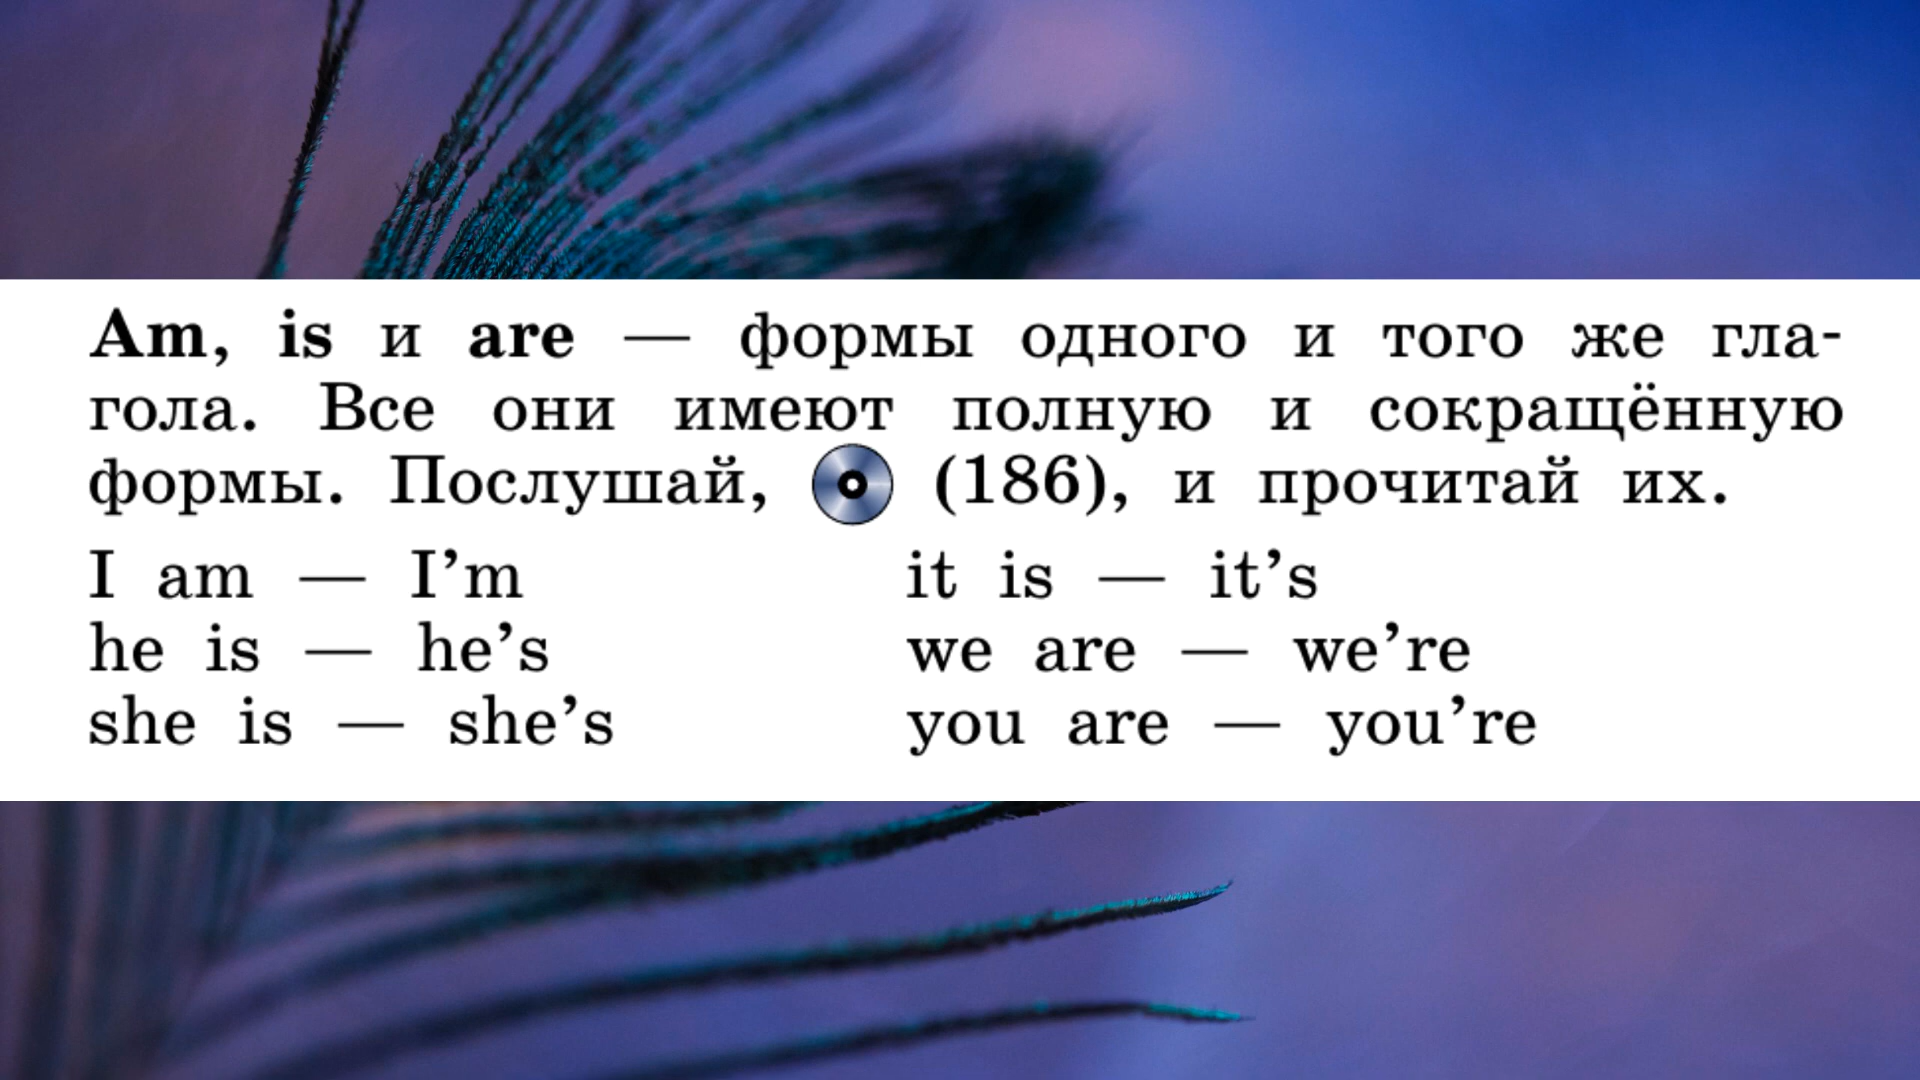 Am, is и are — формы одного и того же гла-
гола. Все они имеют полную и сокращённую
формы. Послушай, (186), и прочитай их.
I am — I’m
he is — he’s
she is — she’s
it is — it’s
we are — we’re
you are — you’re